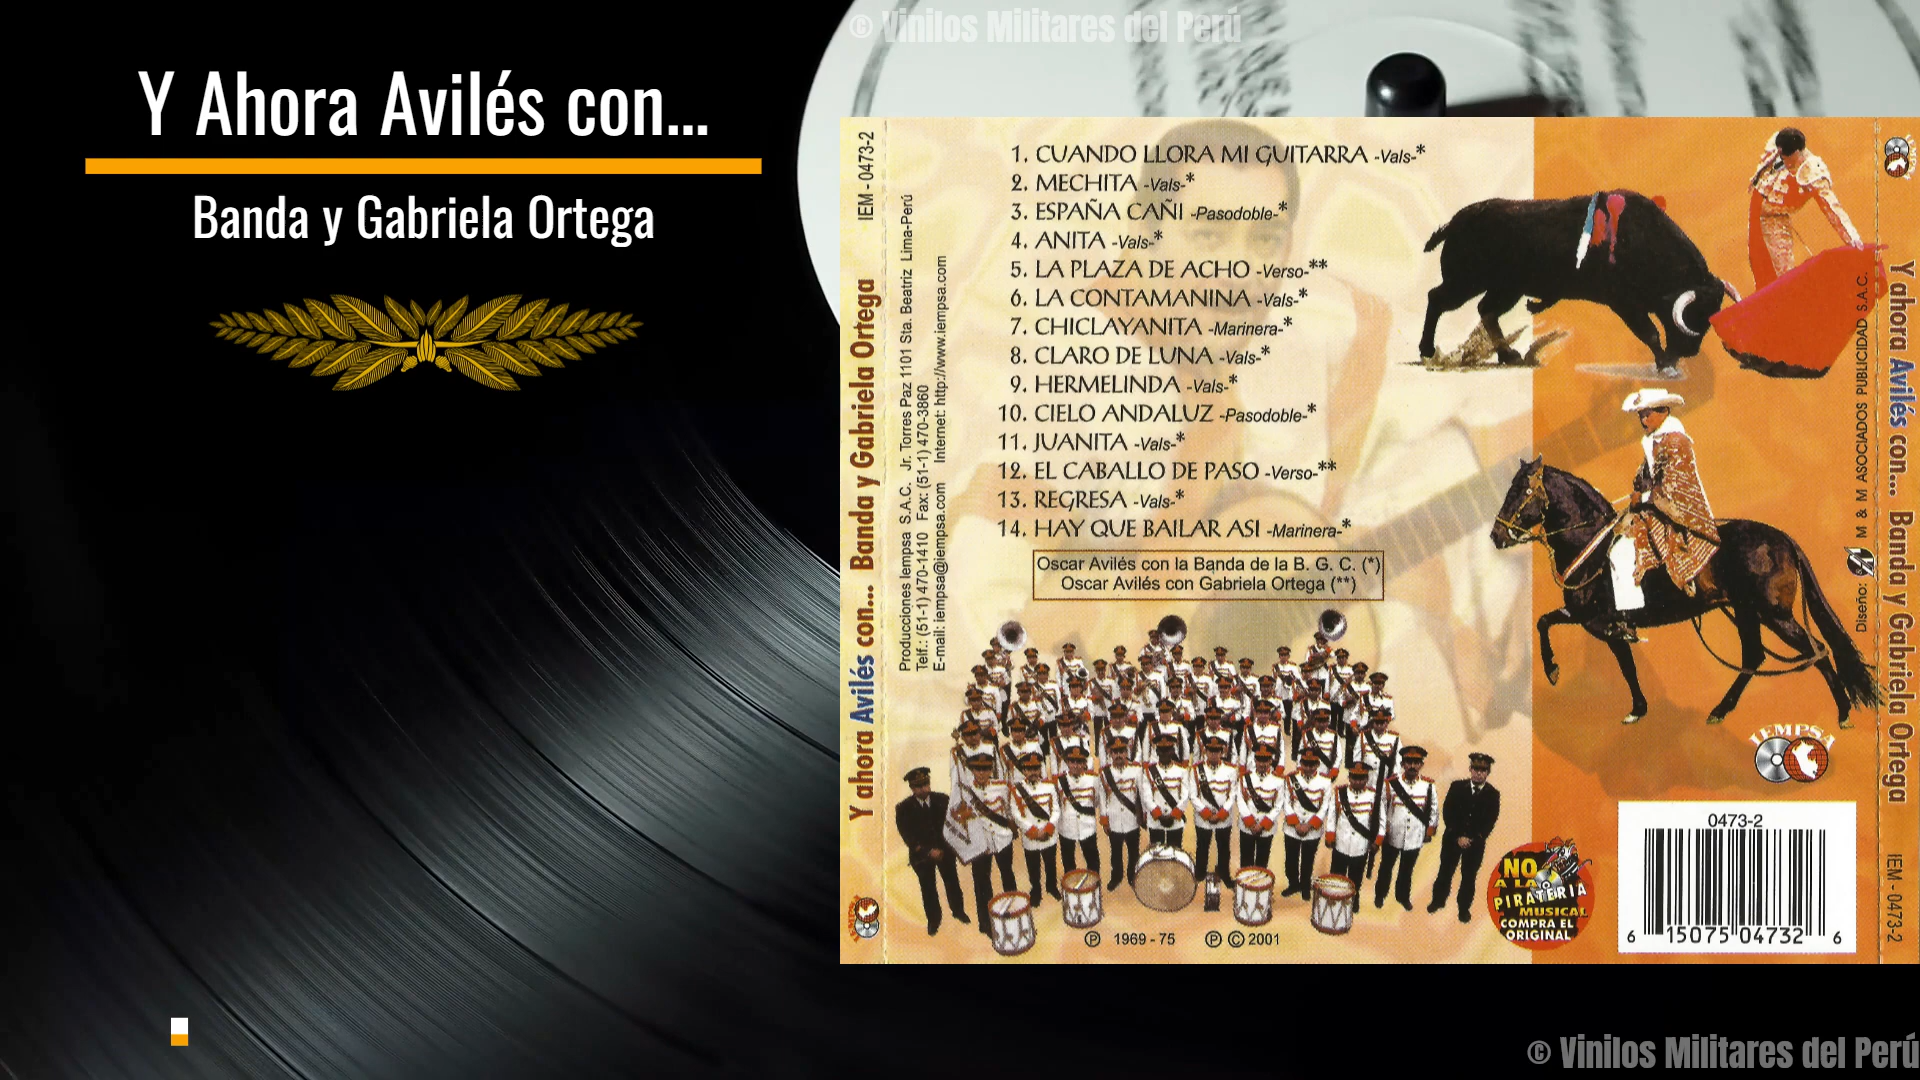 © Vinilos Militares del Perú
Y Ahora Avilés con...
Banda y Gabriela Ortega
IEM - 0473-2
Y ahora Avilés con... Banda y Gabriela Ortega
IEMPSA
Producciones Iempsa S.A.C. Jr. Torres Paz 1101 Sta. Beatriz Lima-Perú
Telf.: (51-1) 470-1410 Fax: (51-1) 470-3860
E-mail: iempsa@iempsa.com Internet: http://www.iempsa.com
1. CUANDO LLORA MI GUITARRA -Vals-*
2. MECHITA -Vals-*
3. ESPAÑA CAÑI -Pasodoble-*
4. ANITA -Vals-*
5. LA PLAZA DE ACHO -Verso-**
6. LA CONTAMANINA -Vals-*
7. CHICLAYANITA -Marinera-*
8. CLARO DE LUNA -Vals-*
9. HERMELINDA -Vals-*
10. CIELO ANDALUZ -Pasodoble-*
11. JUANITA -Vals-*
12. EL CABALLO DE PASO -Verso-**
13. REGRESA -Vals-*
14. HAY QUE BAILAR ASI -Marinera-*
Oscar Avilés con la Banda de la B. G. C. (*)
Oscar Avilés con Gabriela Ortega (**)
℗ 1969 - 75 ℗ © 2001
NO
A LA
PIRATERIA
MUSICAL
COMPRA EL
ORIGINAL
Diseño: M & M ASOCIADOS PUBLICIDAD S.A.C.
IEMPSA
0473-2
6 15075 04732 6
IEMPSA
Y ahora Avilés con... Banda y Gabriela Ortega
IEM - 0473-2
© Vinilos Militares del Perú